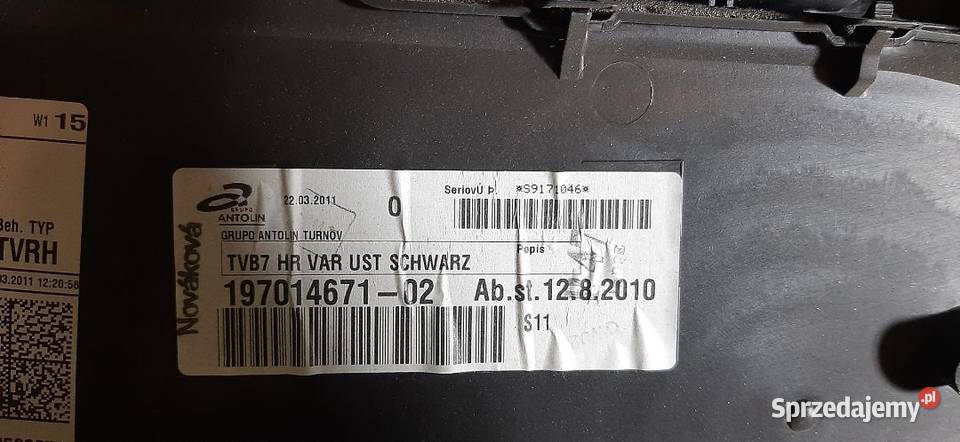 W1 15
Beh. TYP
TVRH
03.2011 12:20:56
GRUPO
ANTOLIN
22.03.2011
0
SeriovÚ Þ. *S9171046*
GRUPO ANTOLIN TURNOV
Popis
TVB7 HR VAR UST SCHWARZ
197014671-02
Ab.st.12.8.2010
S11
Nováková
Sprzedajemy.pl